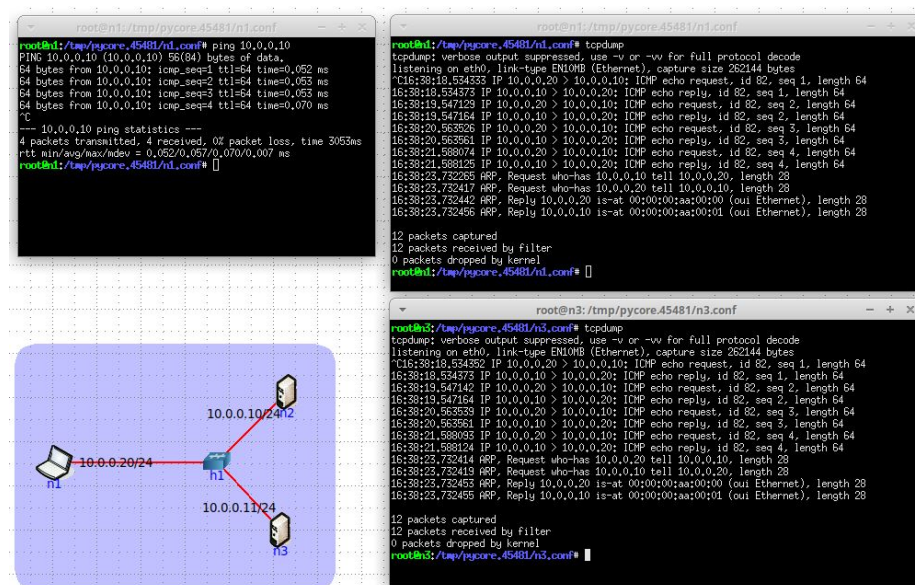 root@n1: /tmp/pycore.45481/n1.conf
root@n1:/tmp/pycore.45481/n1.conf# ping 10.0.0.10
PING 10.0.0.10 (10.0.0.10) 56(84) bytes of data.
64 bytes from 10.0.0.10: icmp_seq=1 ttl=64 time=0.052 ms
64 bytes from 10.0.0.10: icmp_seq=2 ttl=64 time=0.053 ms
64 bytes from 10.0.0.10: icmp_seq=3 ttl=64 time=0.053 ms
64 bytes from 10.0.0.10: icmp_seq=4 ttl=64 time=0.070 ms
^C
--- 10.0.0.10 ping statistics ---
4 packets transmitted, 4 received, 0% packet loss, time 3053ms
rtt min/avg/max/mdev = 0.052/0.057/0.070/0.007 ms
root@n1:/tmp/pycore.45481/n1.conf#
root@n1: /tmp/pycore.45481/n1.conf
root@n1:/tmp/pycore.45481/n1.conf# tcpdump
tcpdump: verbose output suppressed, use -v or -vv for full protocol decode
listening on eth0, link-type EN10MB (Ethernet), capture size 262144 bytes
^C16:38:18.534333 IP 10.0.0.20 > 10.0.0.10: ICMP echo request, id 82, seq 1, length 64
16:38:18.534373 IP 10.0.0.10 > 10.0.0.20: ICMP echo reply, id 82, seq 1, length 64
16:38:19.547129 IP 10.0.0.20 > 10.0.0.10: ICMP echo request, id 82, seq 2, length 64
16:38:19.547164 IP 10.0.0.10 > 10.0.0.20: ICMP echo reply, id 82, seq 2, length 64
16:38:20.563526 IP 10.0.0.20 > 10.0.0.10: ICMP echo request, id 82, seq 3, length 64
16:38:20.563561 IP 10.0.0.10 > 10.0.0.20: ICMP echo reply, id 82, seq 3, length 64
16:38:21.588074 IP 10.0.0.20 > 10.0.0.10: ICMP echo request, id 82, seq 4, length 64
16:38:21.588125 IP 10.0.0.10 > 10.0.0.20: ICMP echo reply, id 82, seq 4, length 64
16:38:23.732265 ARP, Request who-has 10.0.0.10 tell 10.0.0.20, length 28
16:38:23.732417 ARP, Request who-has 10.0.0.20 tell 10.0.0.10, length 28
16:38:23.732442 ARP, Reply 10.0.0.20 is-at 00:00:00:aa:00:00 (oui Ethernet), length 28
16:38:23.732456 ARP, Reply 10.0.0.10 is-at 00:00:00:aa:00:01 (oui Ethernet), length 28
12 packets captured
12 packets received by filter
0 packets dropped by kernel
root@n1:/tmp/pycore.45481/n1.conf#
root@n3: /tmp/pycore.45481/n3.conf
root@n3:/tmp/pycore.45481/n3.conf# tcpdump
tcpdump: verbose output suppressed, use -v or -vv for full protocol decode
listening on eth0, link-type EN10MB (Ethernet), capture size 262144 bytes
^C16:38:18.534352 IP 10.0.0.20 > 10.0.0.10: ICMP echo request, id 82, seq 1, length 64
16:38:18.534373 IP 10.0.0.10 > 10.0.0.20: ICMP echo reply, id 82, seq 1, length 64
16:38:19.547142 IP 10.0.0.20 > 10.0.0.10: ICMP echo request, id 82, seq 2, length 64
16:38:19.547164 IP 10.0.0.10 > 10.0.0.20: ICMP echo reply, id 82, seq 2, length 64
16:38:20.563539 IP 10.0.0.20 > 10.0.0.10: ICMP echo request, id 82, seq 3, length 64
16:38:20.563561 IP 10.0.0.10 > 10.0.0.20: ICMP echo reply, id 82, seq 3, length 64
16:38:21.588093 IP 10.0.0.20 > 10.0.0.10: ICMP echo request, id 82, seq 4, length 64
16:38:21.588124 IP 10.0.0.10 > 10.0.0.20: ICMP echo reply, id 82, seq 4, length 64
16:38:23.732414 ARP, Request who-has 10.0.0.20 tell 10.0.0.10, length 28
16:38:23.732419 ARP, Request who-has 10.0.0.10 tell 10.0.0.20, length 28
16:38:23.732453 ARP, Reply 10.0.0.20 is-at 00:00:00:aa:00:00 (oui Ethernet), length 28
16:38:23.732455 ARP, Reply 10.0.0.10 is-at 00:00:00:aa:00:01 (oui Ethernet), length 28
12 packets captured
12 packets received by filter
0 packets dropped by kernel
root@n3:/tmp/pycore.45481/n3.conf#
10.0.0.10/24
n2
10.0.0.20/24
n1
h1
10.0.0.11/24
n3